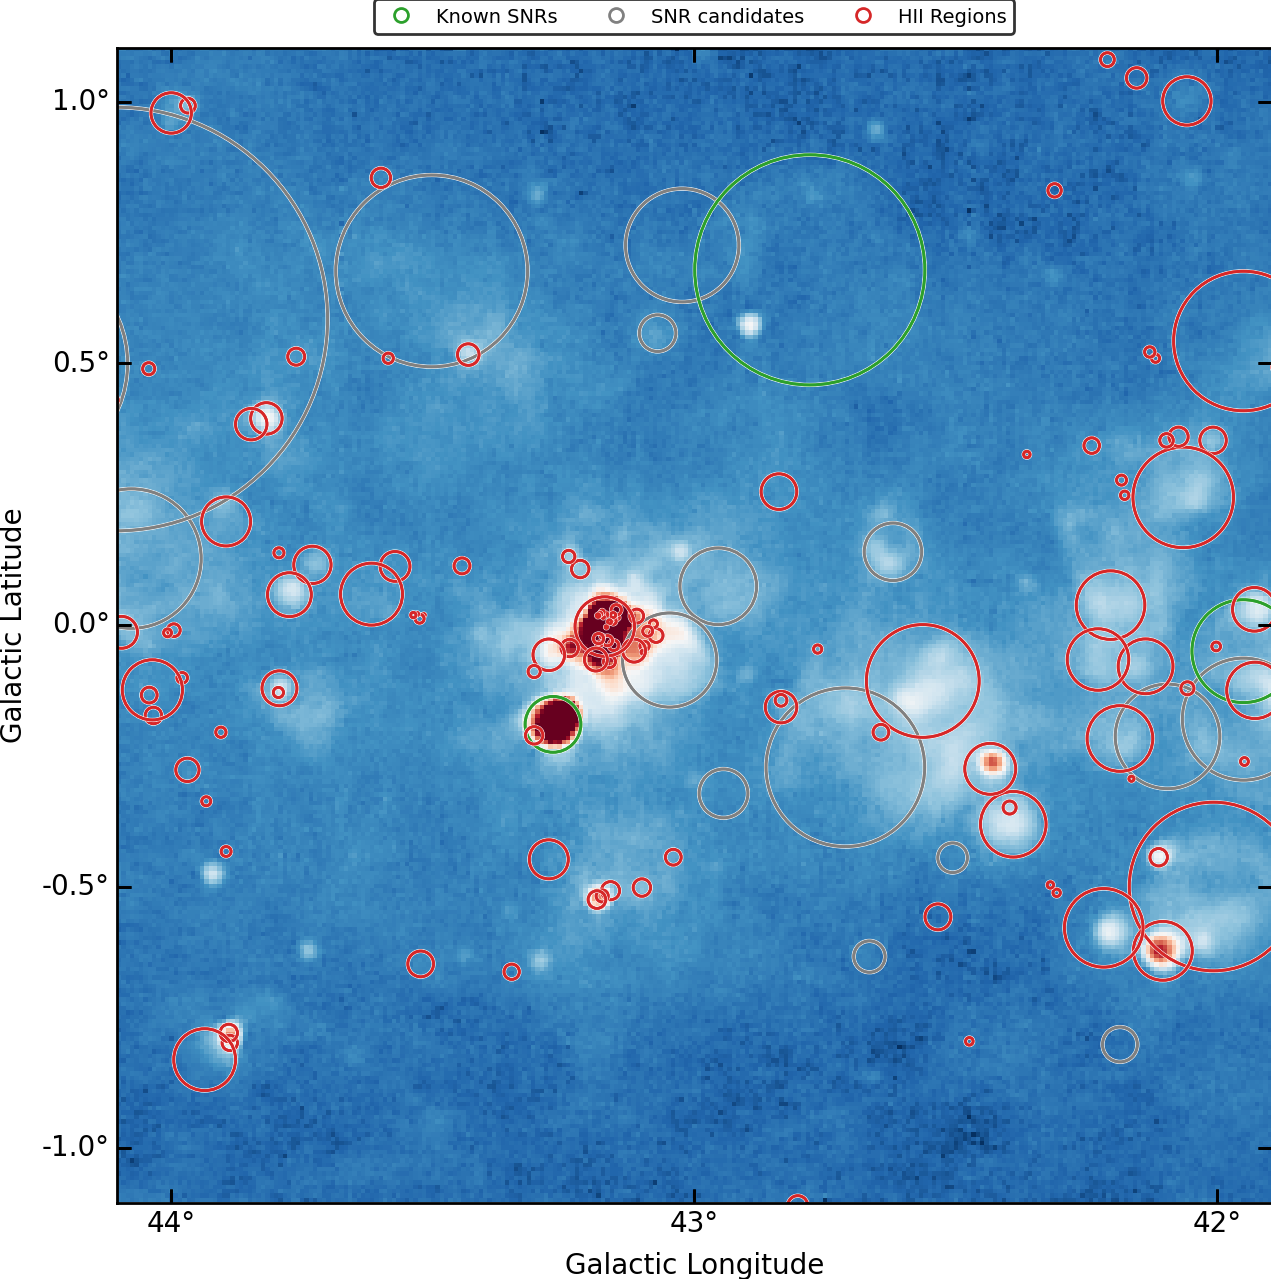 Known SNRs SNR candidates HII Regions
1.0°
0.5°
0.0°
-0.5°
-1.0°
Galactic Latitude
44° 43° 42°
Galactic Longitude